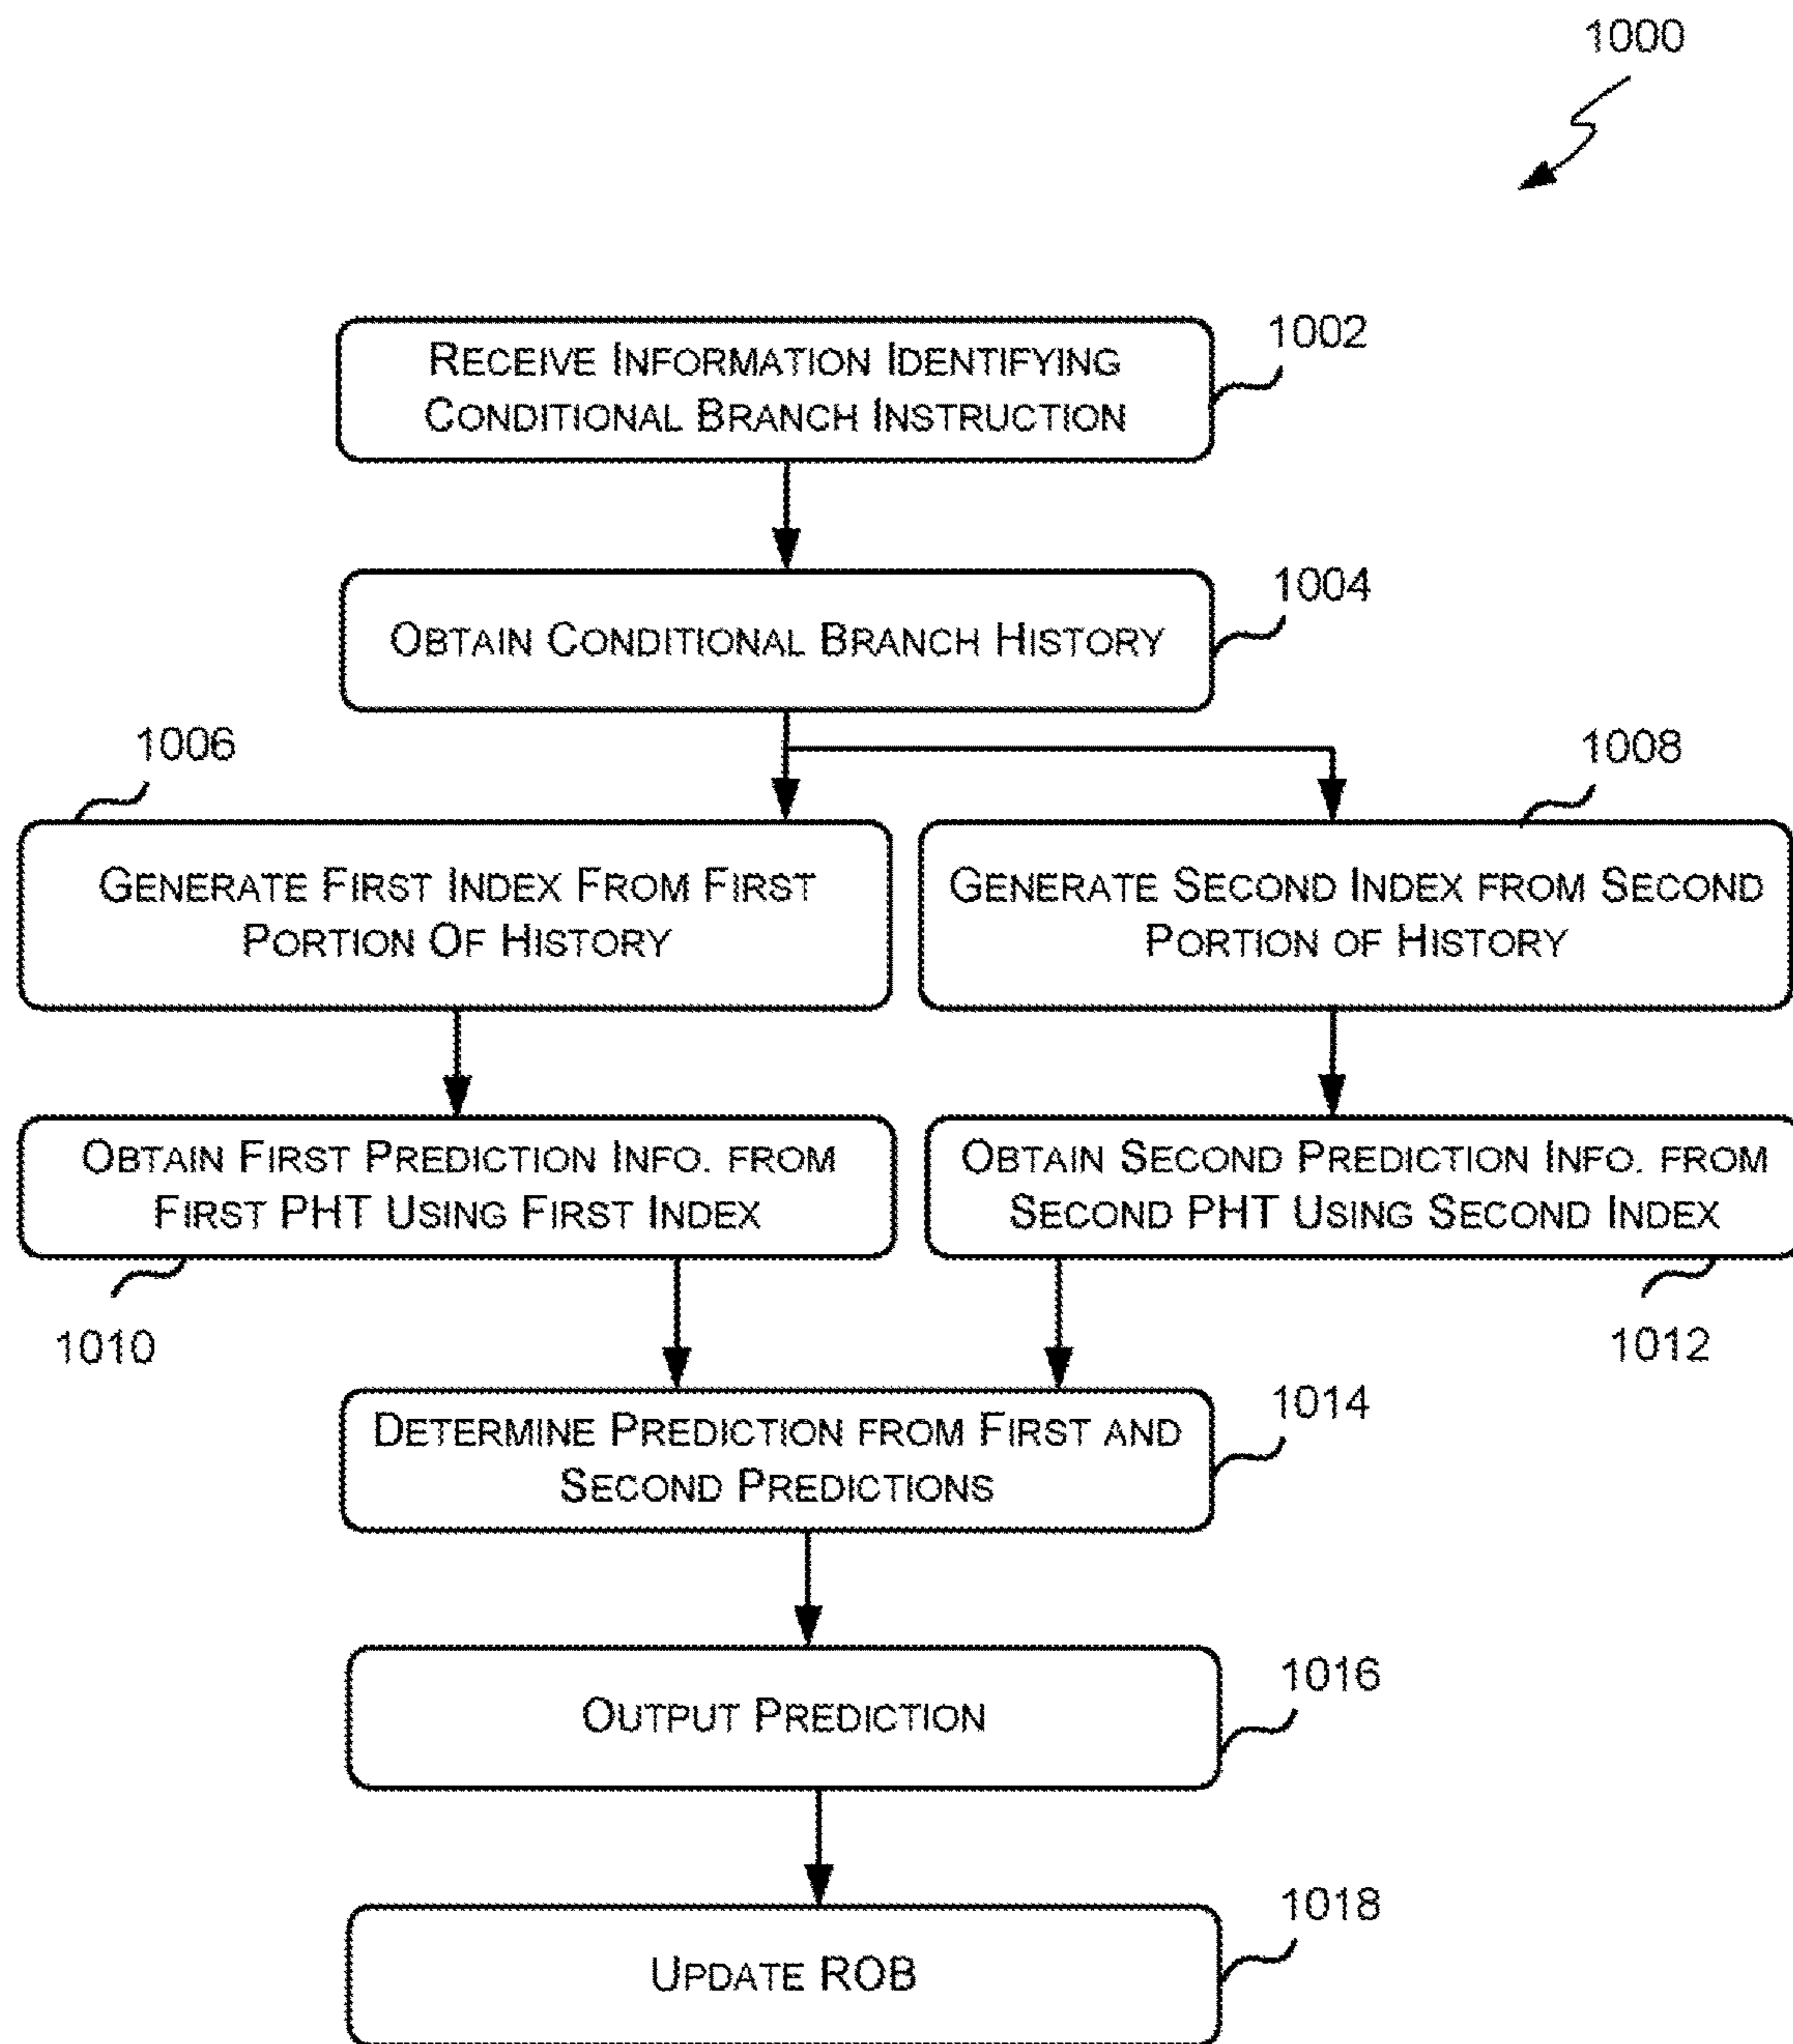 1000
RECEIVE INFORMATION IDENTIFYING
CONDITIONAL BRANCH INSTRUCTION
1002
OBTAIN CONDITIONAL BRANCH HISTORY
1004
1006
1008
GENERATE FIRST INDEX FROM FIRST
PORTION OF HISTORY
GENERATE SECOND INDEX FROM SECOND
PORTION OF HISTORY
OBTAIN FIRST PREDICTION INFO. FROM
FIRST PHT USING FIRST INDEX
OBTAIN SECOND PREDICTION INFO. FROM
SECOND PHT USING SECOND INDEX
1010
1012
DETERMINE PREDICTION FROM FIRST AND
SECOND PREDICTIONS
1014
OUTPUT PREDICTION
1016
UPDATE ROB
1018